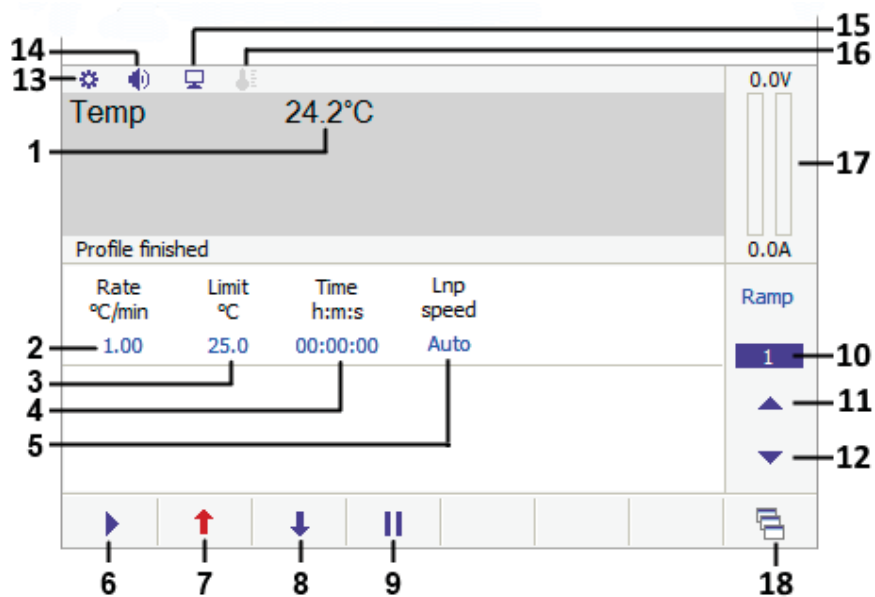 15
14
16
13
0.0V
Temp 24.2°C
1
17
Profile finished
0.0A
Rate Limit Time Lnp
°C/min °C h:m:s speed
Ramp
2 1.00 25.0 00:00:00 Auto
1 10
3
4
11
5
12
6 7 8 9 18